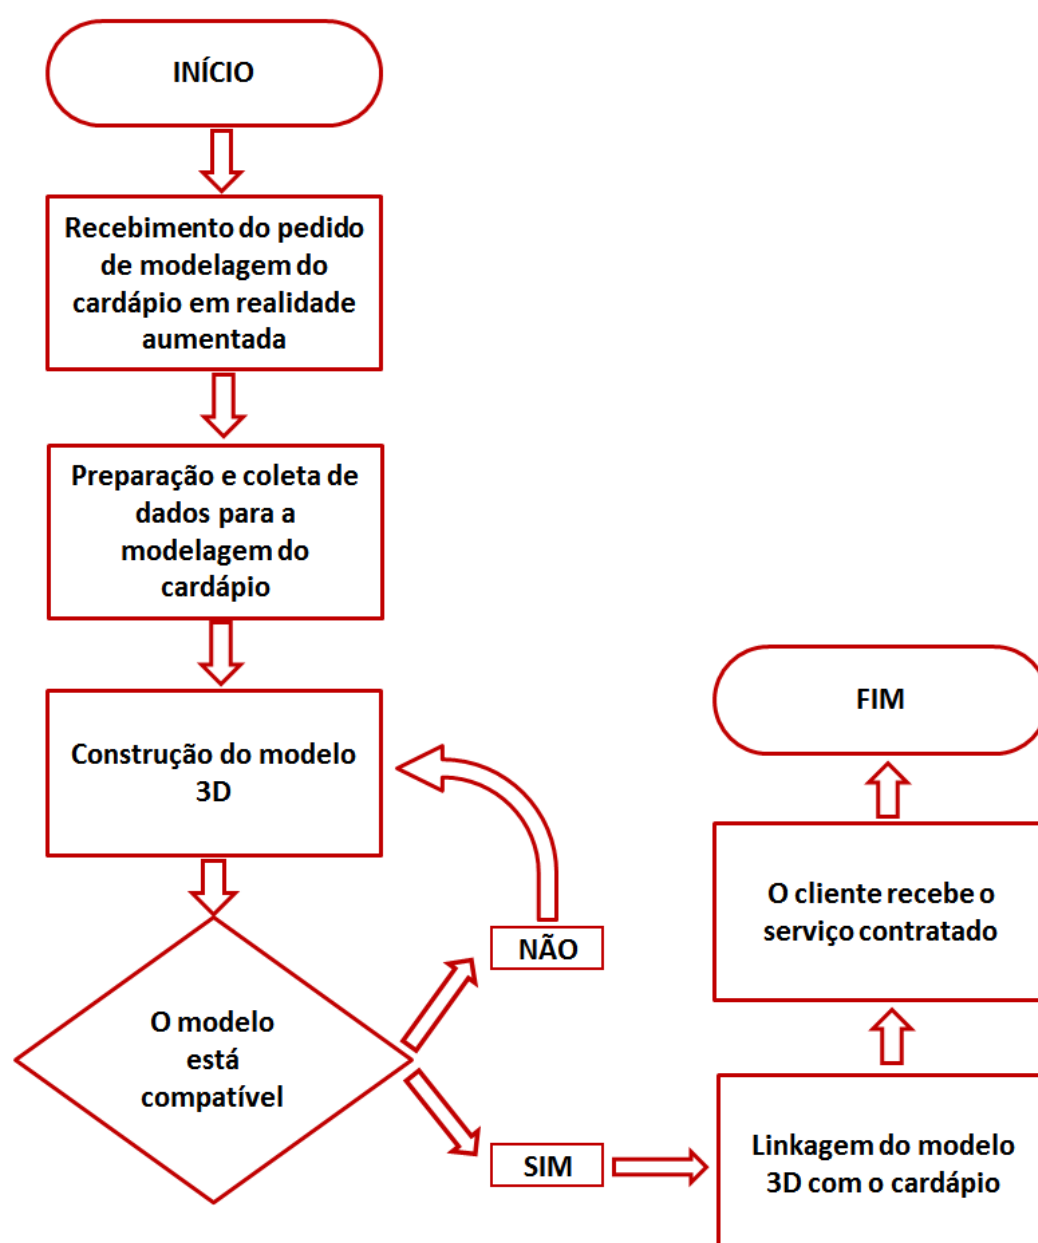 INÍCIO
Recebimento do pedido
de modelagem do
cardápio em realidade
aumentada
Preparação e coleta de
dados para a
modelagem do
cardápio
Construção do modelo
3D
O modelo
está
compatível
NÃO
SIM
Linkagem do modelo
3D com o cardápio
O cliente recebe o
serviço contratado
FIM